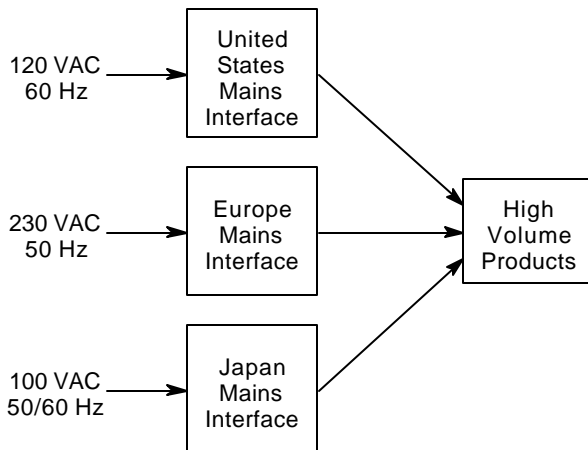 120 VAC
60 Hz
United
States
Mains
Interface
230 VAC
50 Hz
Europe
Mains
Interface
High
Volume
Products
100 VAC
50/60 Hz
Japan
Mains
Interface